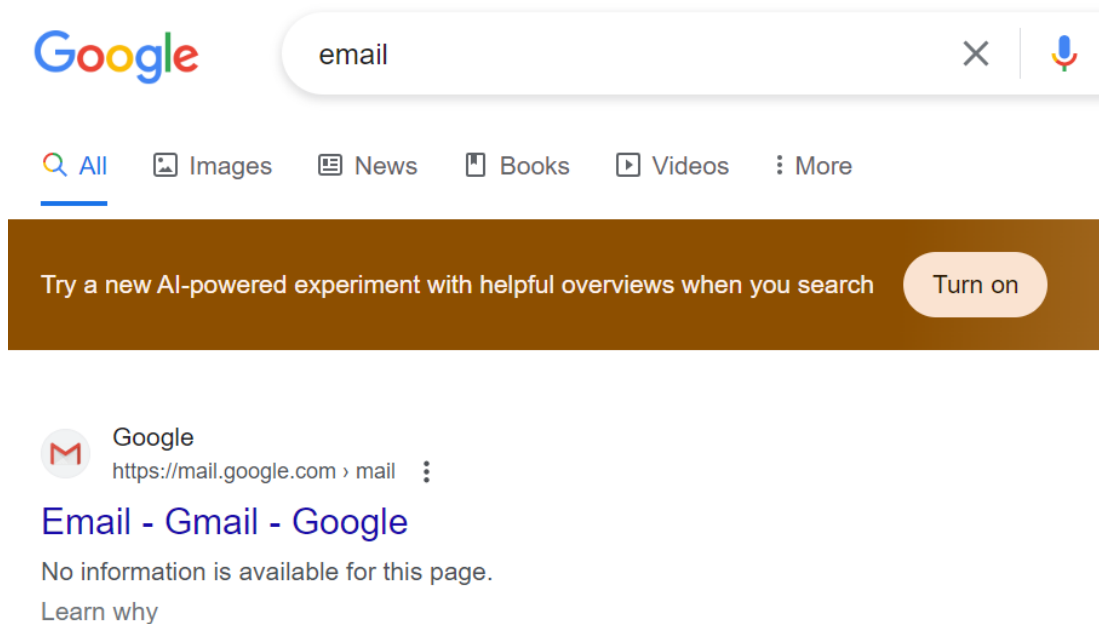 Google
email
All Images News Books Videos More
Try a new AI-powered experiment with helpful overviews when you search Turn on
Google
https://mail.google.com › mail
Email - Gmail - Google
No information is available for this page.
Learn why